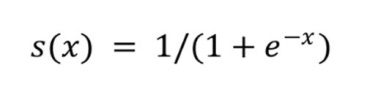 s(x) = 1/(1 + e⁻ˣ)